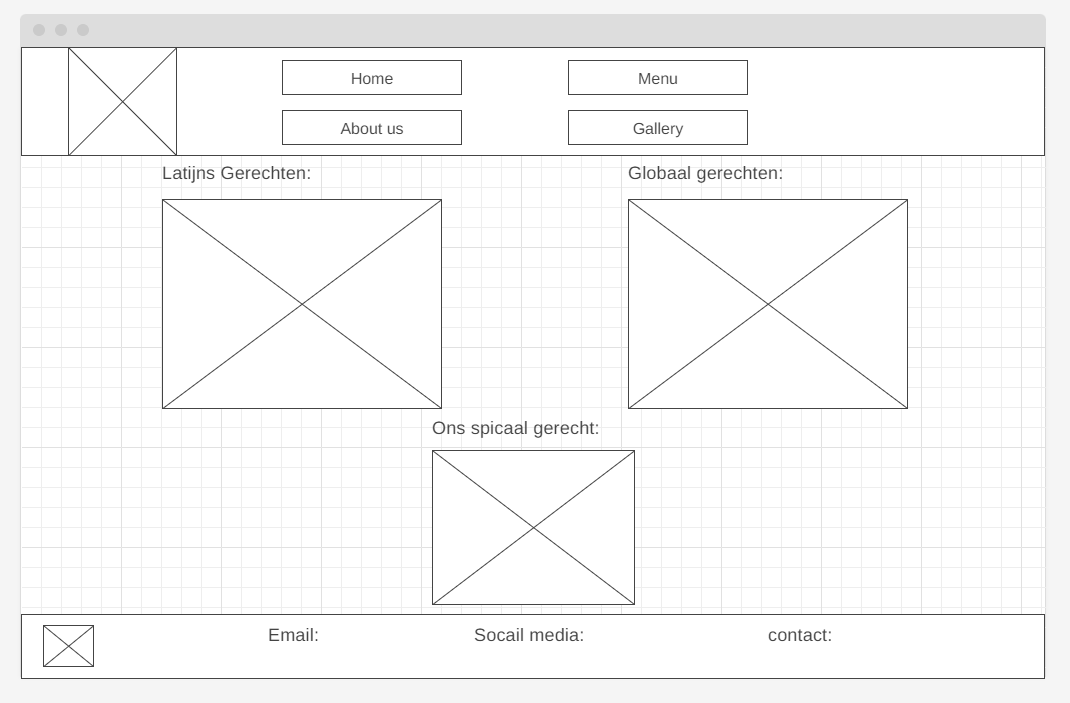 Home
Menu
About us
Gallery
Latijns Gerechten:
Globaal gerechten:
Ons spicaal gerecht:
Email:
Socail media:
contact: